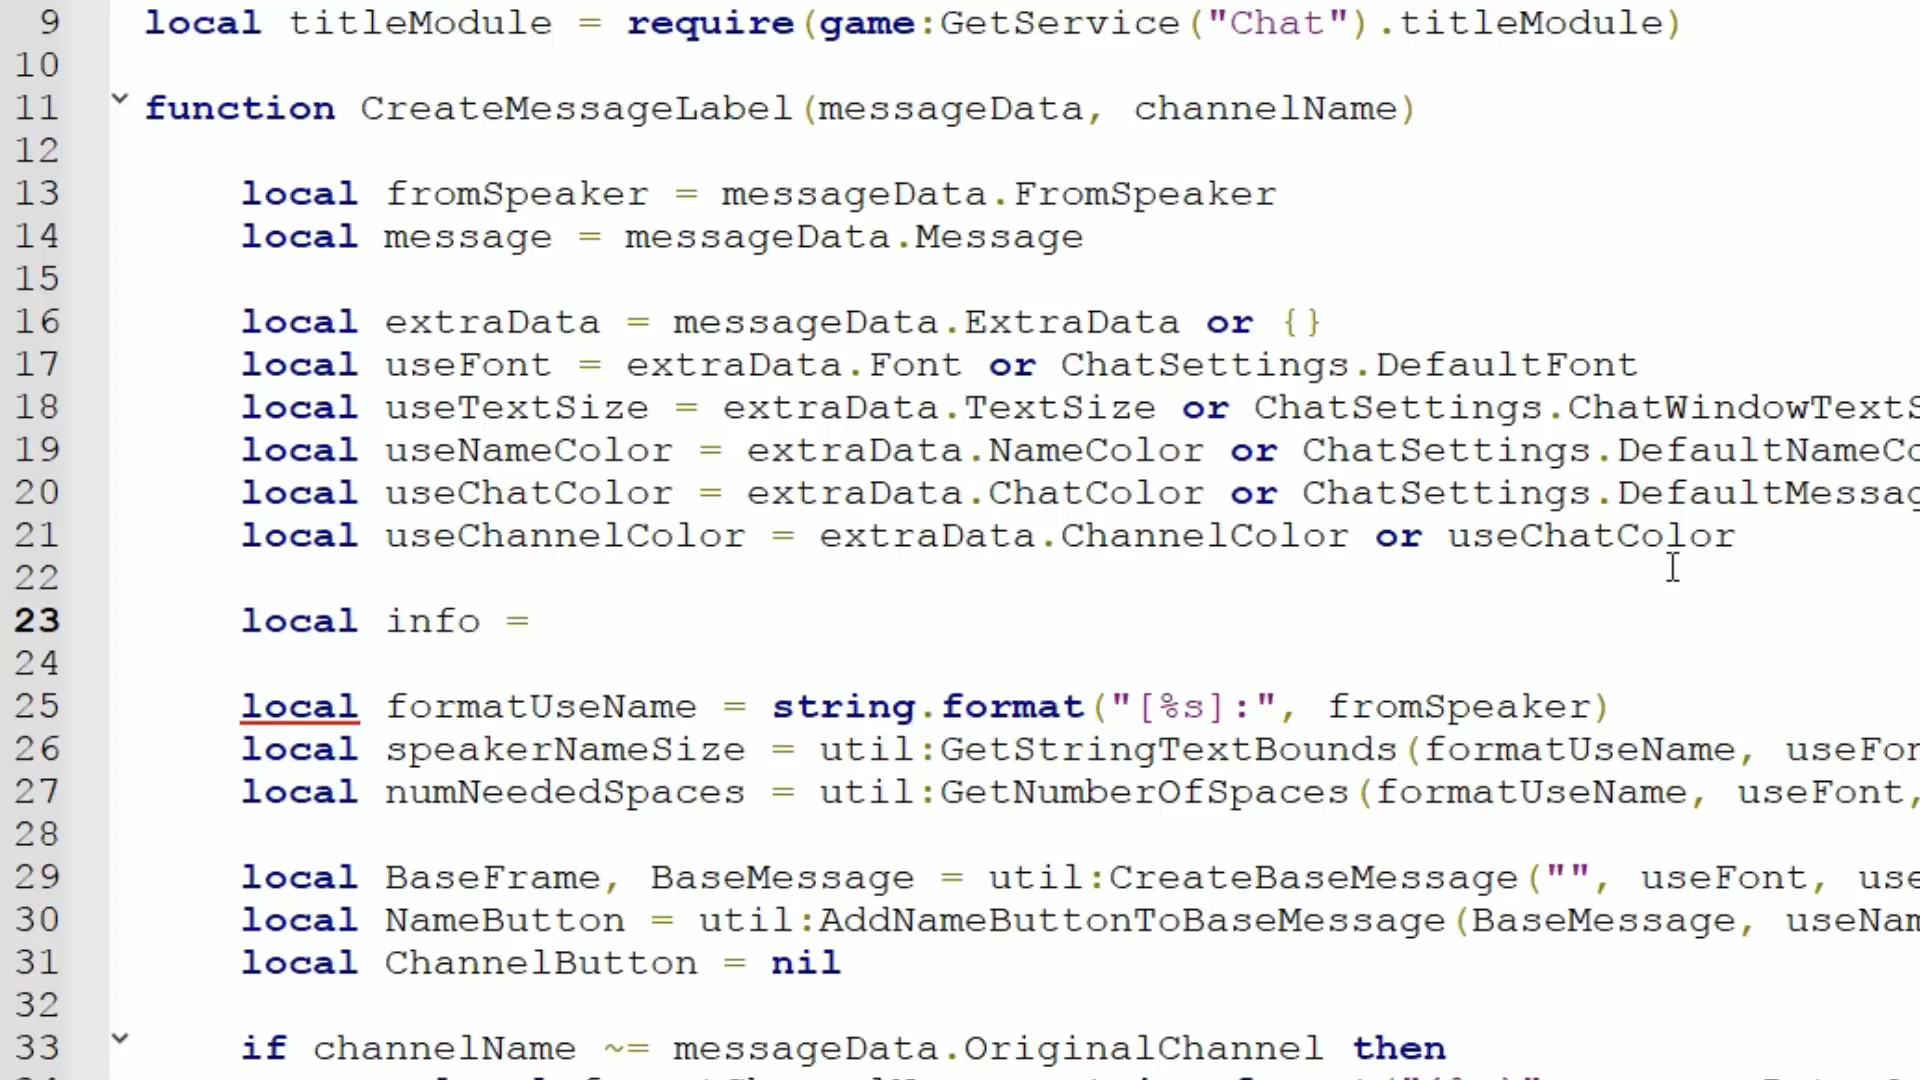 9 local titleModule = require(game:GetService("Chat").titleModule)
10
11 function CreateMessageLabel(messageData, channelName)
12
13 local fromSpeaker = messageData.FromSpeaker
14 local message = messageData.Message
15
16 local extraData = messageData.ExtraData or {}
17 local useFont = extraData.Font or ChatSettings.DefaultFont
18 local useTextSize = extraData.TextSize or ChatSettings.ChatWindowTextS
19 local useNameColor = extraData.NameColor or ChatSettings.DefaultNameCo
20 local useChatColor = extraData.ChatColor or ChatSettings.DefaultMessag
21 local useChannelColor = extraData.ChannelColor or useChatColor
22
23 local info =
24
25 local formatUseName = string.format("[%s]:", fromSpeaker)
26 local speakerNameSize = util:GetStringTextBounds(formatUseName, useFon
27 local numNeededSpaces = util:GetNumberOfSpaces(formatUseName, useFont,
28
29 local BaseFrame, BaseMessage = util:CreateBaseMessage("", useFont, use
30 local NameButton = util:AddNameButtonToBaseMessage(BaseMessage, useNam
31 local ChannelButton = nil
32
33 if channelName ~= messageData.OriginalChannel then